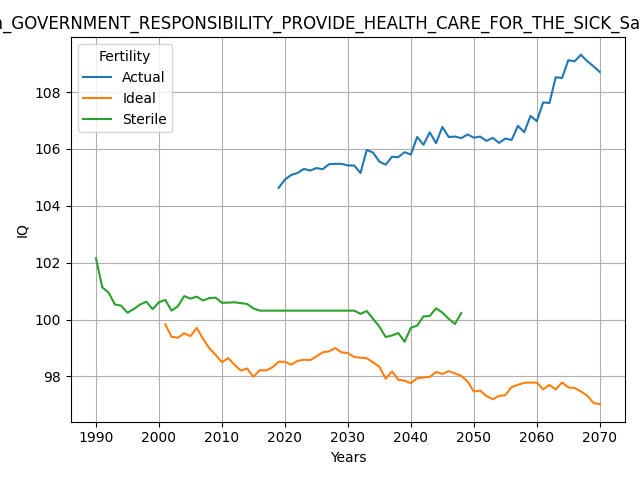 _GOVERNMENT_RESPONSIBILITY_PROVIDE_HEALTH_CARE_FOR_THE_SICK_Sa
Fertility
Actual
Ideal
Sterile
IQ
108
106
104
102
100
98
1990 2000 2010 2020 2030 2040 2050 2060 2070
Years